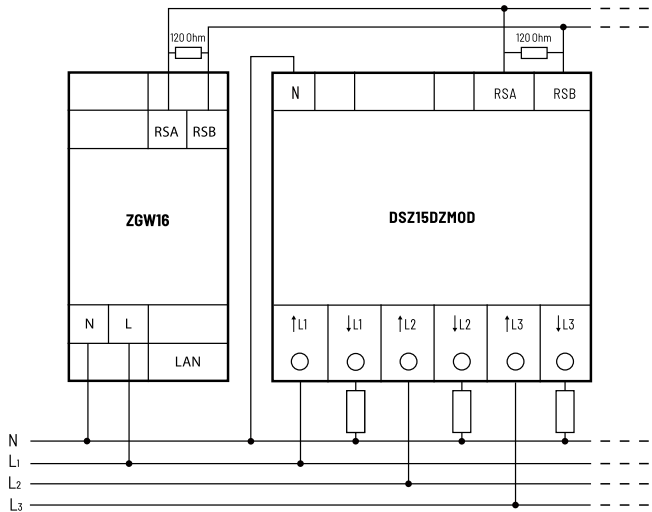 120 Ohm
120 Ohm
N
RSA
RSB
RSA
RSB
ZGW16
DSZ15DZMOD
N
L
↑L1
↓L1
↑L2
↓L2
↑L3
↓L3
LAN
N
L1
L2
L3